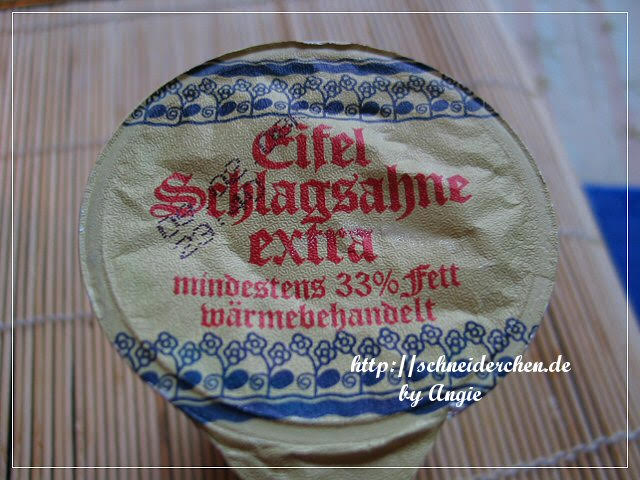 Eifel
Schlagsahne
extra
mindestens 33% Fett
wärmebehandelt
http://schneiderchen.de
by Angie